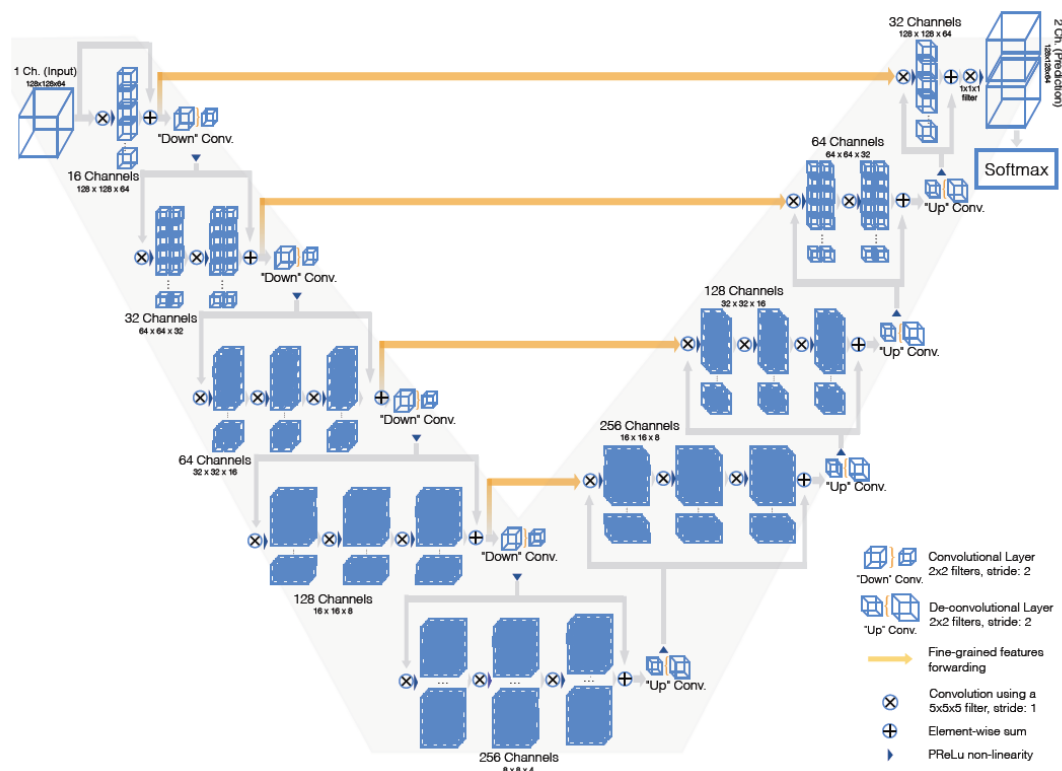 1 Ch. (Input)
128x128x64
"Down" Conv.
16 Channels
128 x 128 x 64
"Down" Conv.
32 Channels
64 x 64 x 32
"Down" Conv.
64 Channels
32 x 32 x 16
"Down" Conv.
128 Channels
16 x 16 x 8
256 Channels
8 x 8 x 4
"Up" Conv.
256 Channels
16 x 16 x 8
"Up" Conv.
128 Channels
32 x 32 x 16
"Up" Conv.
64 Channels
64 x 64 x 32
"Up" Conv.
32 Channels
128 x 128 x 64
1x1x1
filter
2 Ch. (Prediction)
128x128x64
Softmax
"Down" Conv.
Convolutional Layer
2x2 filters, stride: 2
"Up" Conv.
De-convolutional Layer
2x2 filters, stride: 2
Fine-grained features
forwarding
Convolution using a
5x5x5 filter, stride: 1
Element-wise sum
PReLu non-linearity